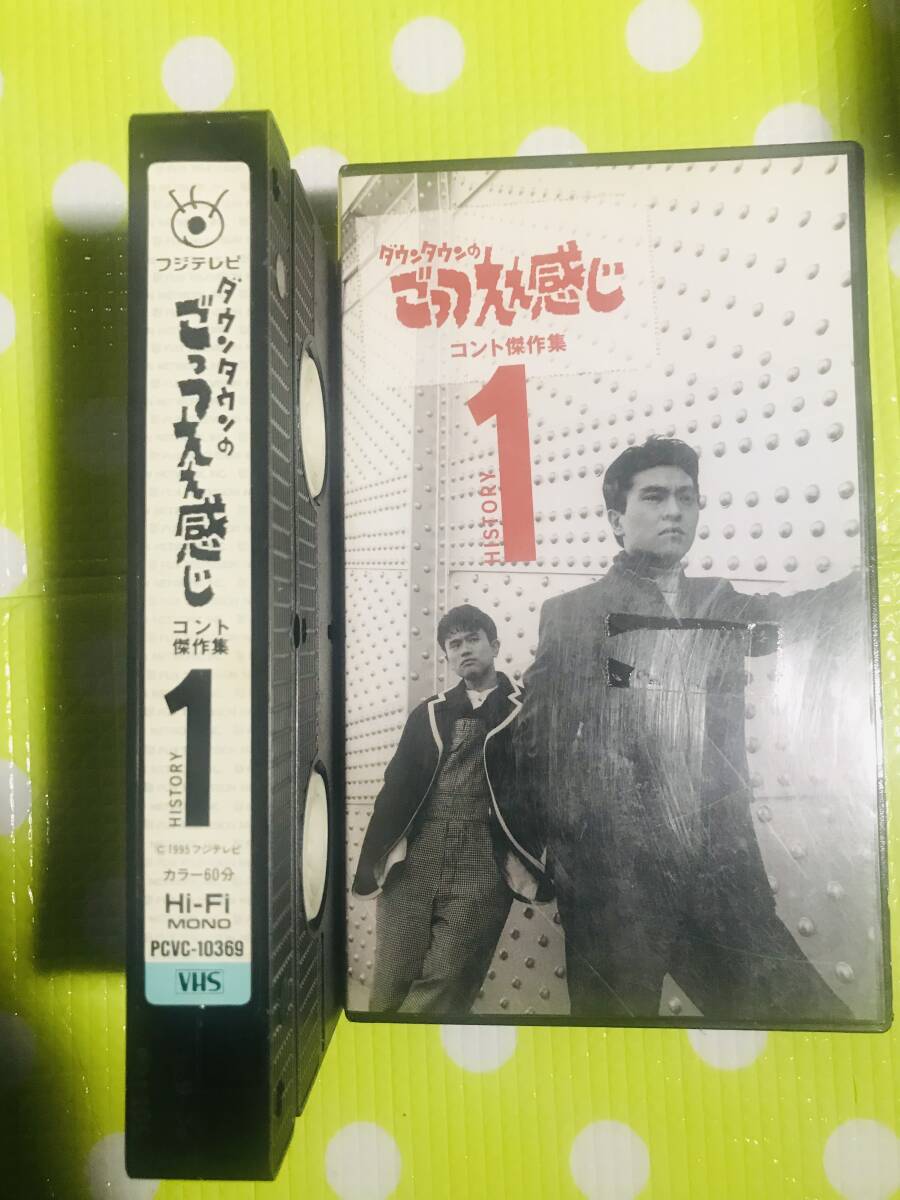 フジテレビ
ダウンタウンの
ごっつええ感じ
コント
傑作集
HISTORY
1
© 1995 フジテレビ
カラー60分
Hi-Fi
MONO
PCVC-10369
VHS
ダウンタウンの
ごっつええ感じ
コント傑作集
HISTORY
1